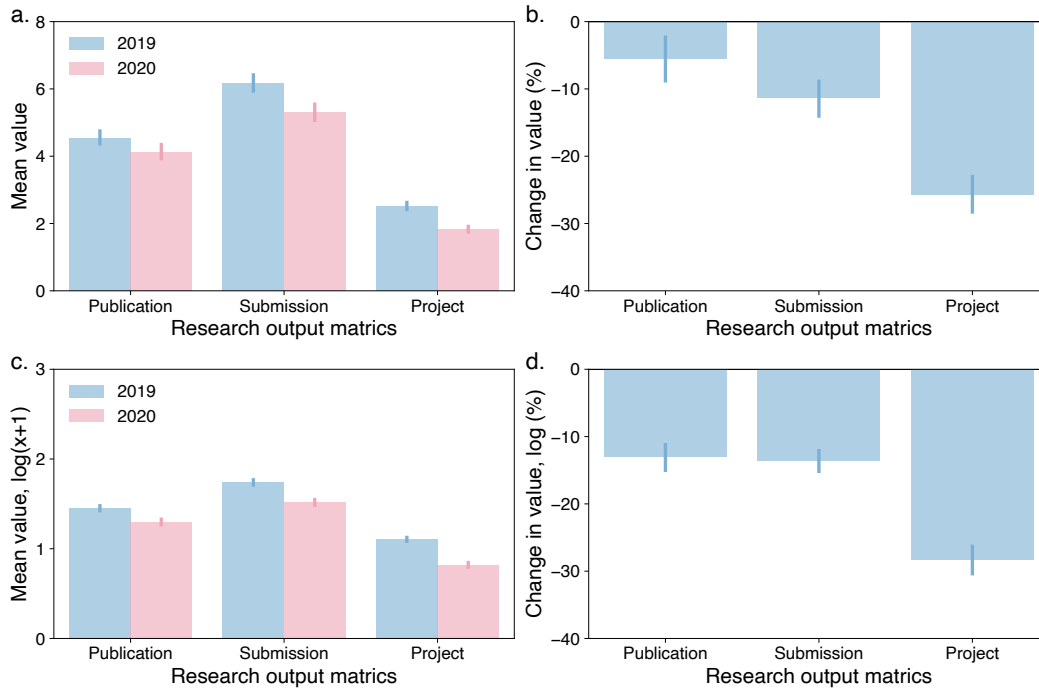 a.
8
6
4
2
0
Mean value
2019
2020
Publication
Submission
Project
Research output matrics
b.
0
−10
−20
−30
−40
Change in value (%)
Publication
Submission
Project
Research output matrics
c.
3
2
1
0
Mean value, log(x+1)
2019
2020
Publication
Submission
Project
Research output matrics
d.
0
−10
−20
−30
−40
Change in value, log (%)
Publication
Submission
Project
Research output matrics